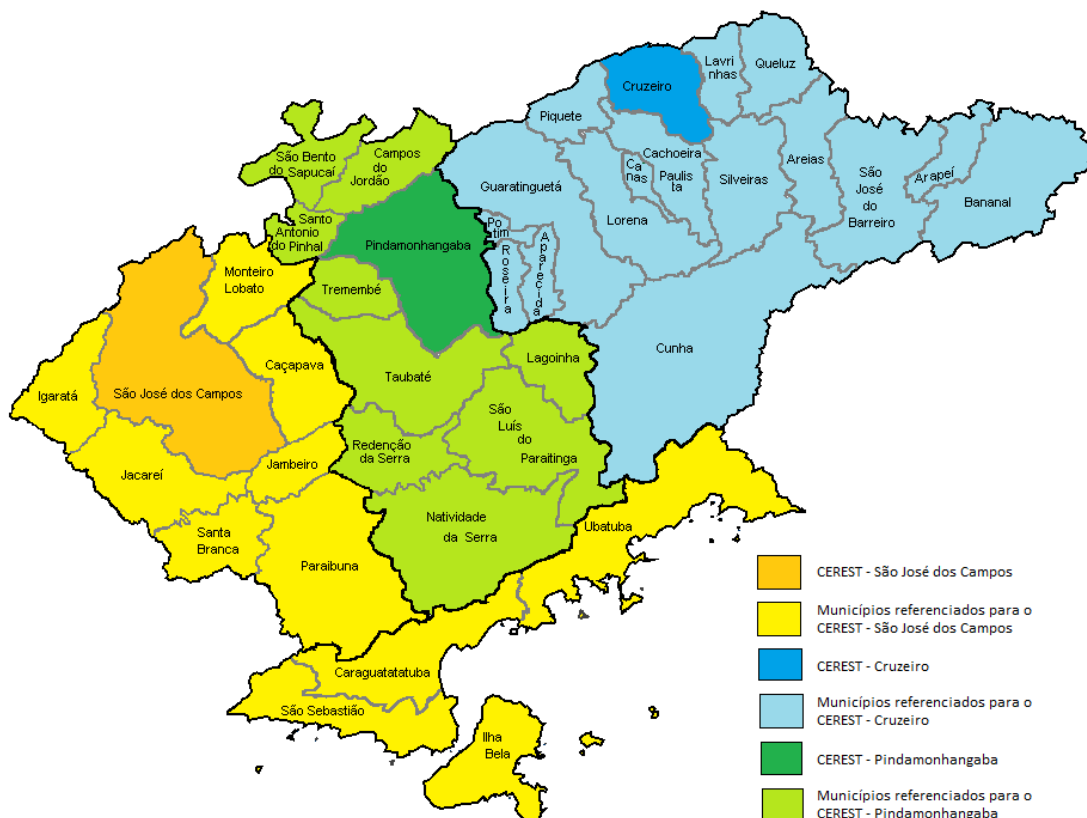 Lavri
nhas
Queluz
Cruzeiro
Piquete
São Bento
do Sapucaí
Campos
do
Jordão
Cachoeira
Paulis
ta
Ca
nas
Areias
São
José
do
Barreiro
Arapeí
Bananal
Guaratinguetá
Silveiras
Lorena
Santo
Antonio
do Pinhal
Po
tim
Pindamonhangaba
Roseira
Aparecida
Monteiro
Lobato
Tremembé
Cunha
Lagoinha
Caçapava
Taubaté
Igaratá
São José dos Campos
São
Luís
do
Paraitinga
Redenção
da Serra
Jacareí
Jambeiro
Natividade
da Serra
Ubatuba
Santa
Branca
Paraibuna
Caraguatatatuba
São Sebastião
Ilha
Bela
CEREST - São José dos Campos
Municípios referenciados para o
CEREST - São José dos Campos
CEREST - Cruzeiro
Municípios referenciados para o
CEREST - Cruzeiro
CEREST - Pindamonhangaba
Municípios referenciados para o
CEREST - Pindamonhangaba